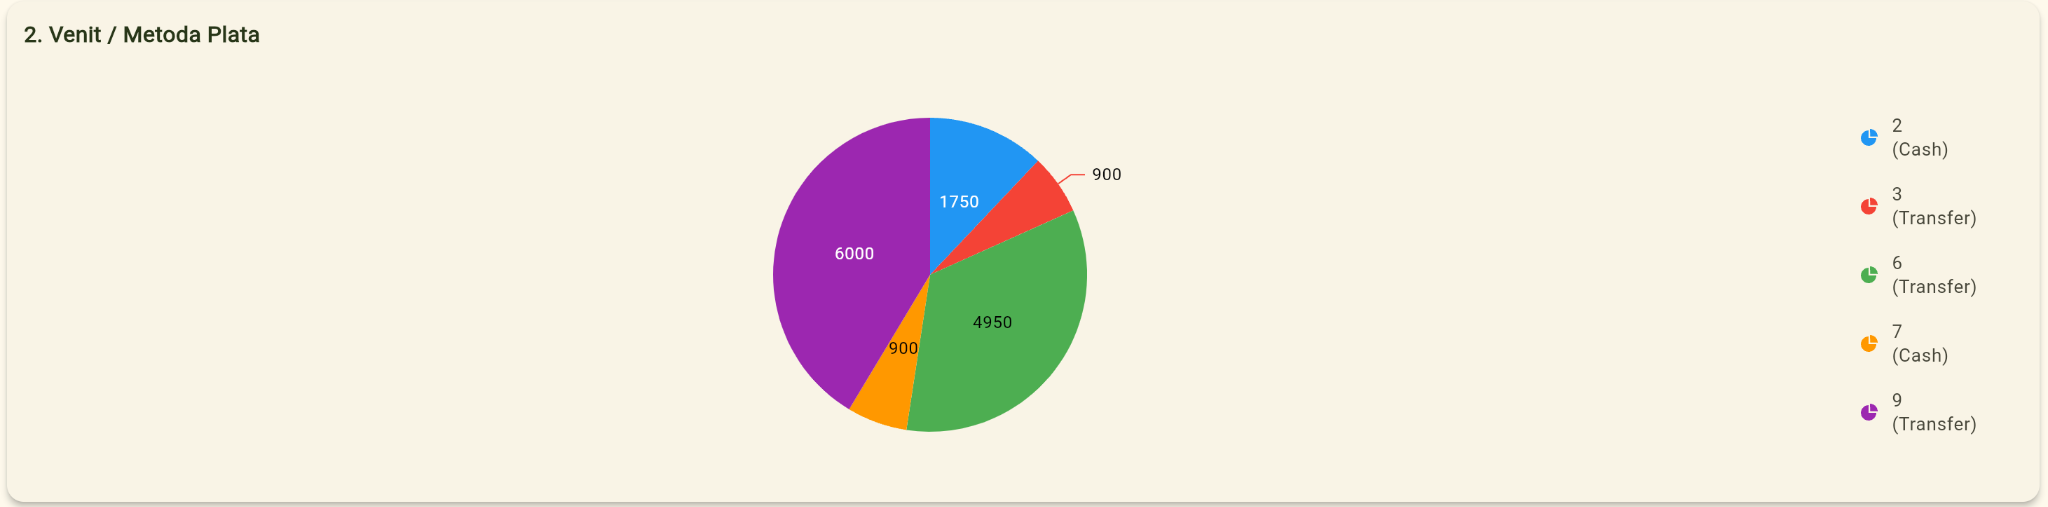 2. Venit / Metoda Plata
1750
900
4950
900
6000
2
(Cash)
3
(Transfer)
6
(Transfer)
7
(Cash)
9
(Transfer)